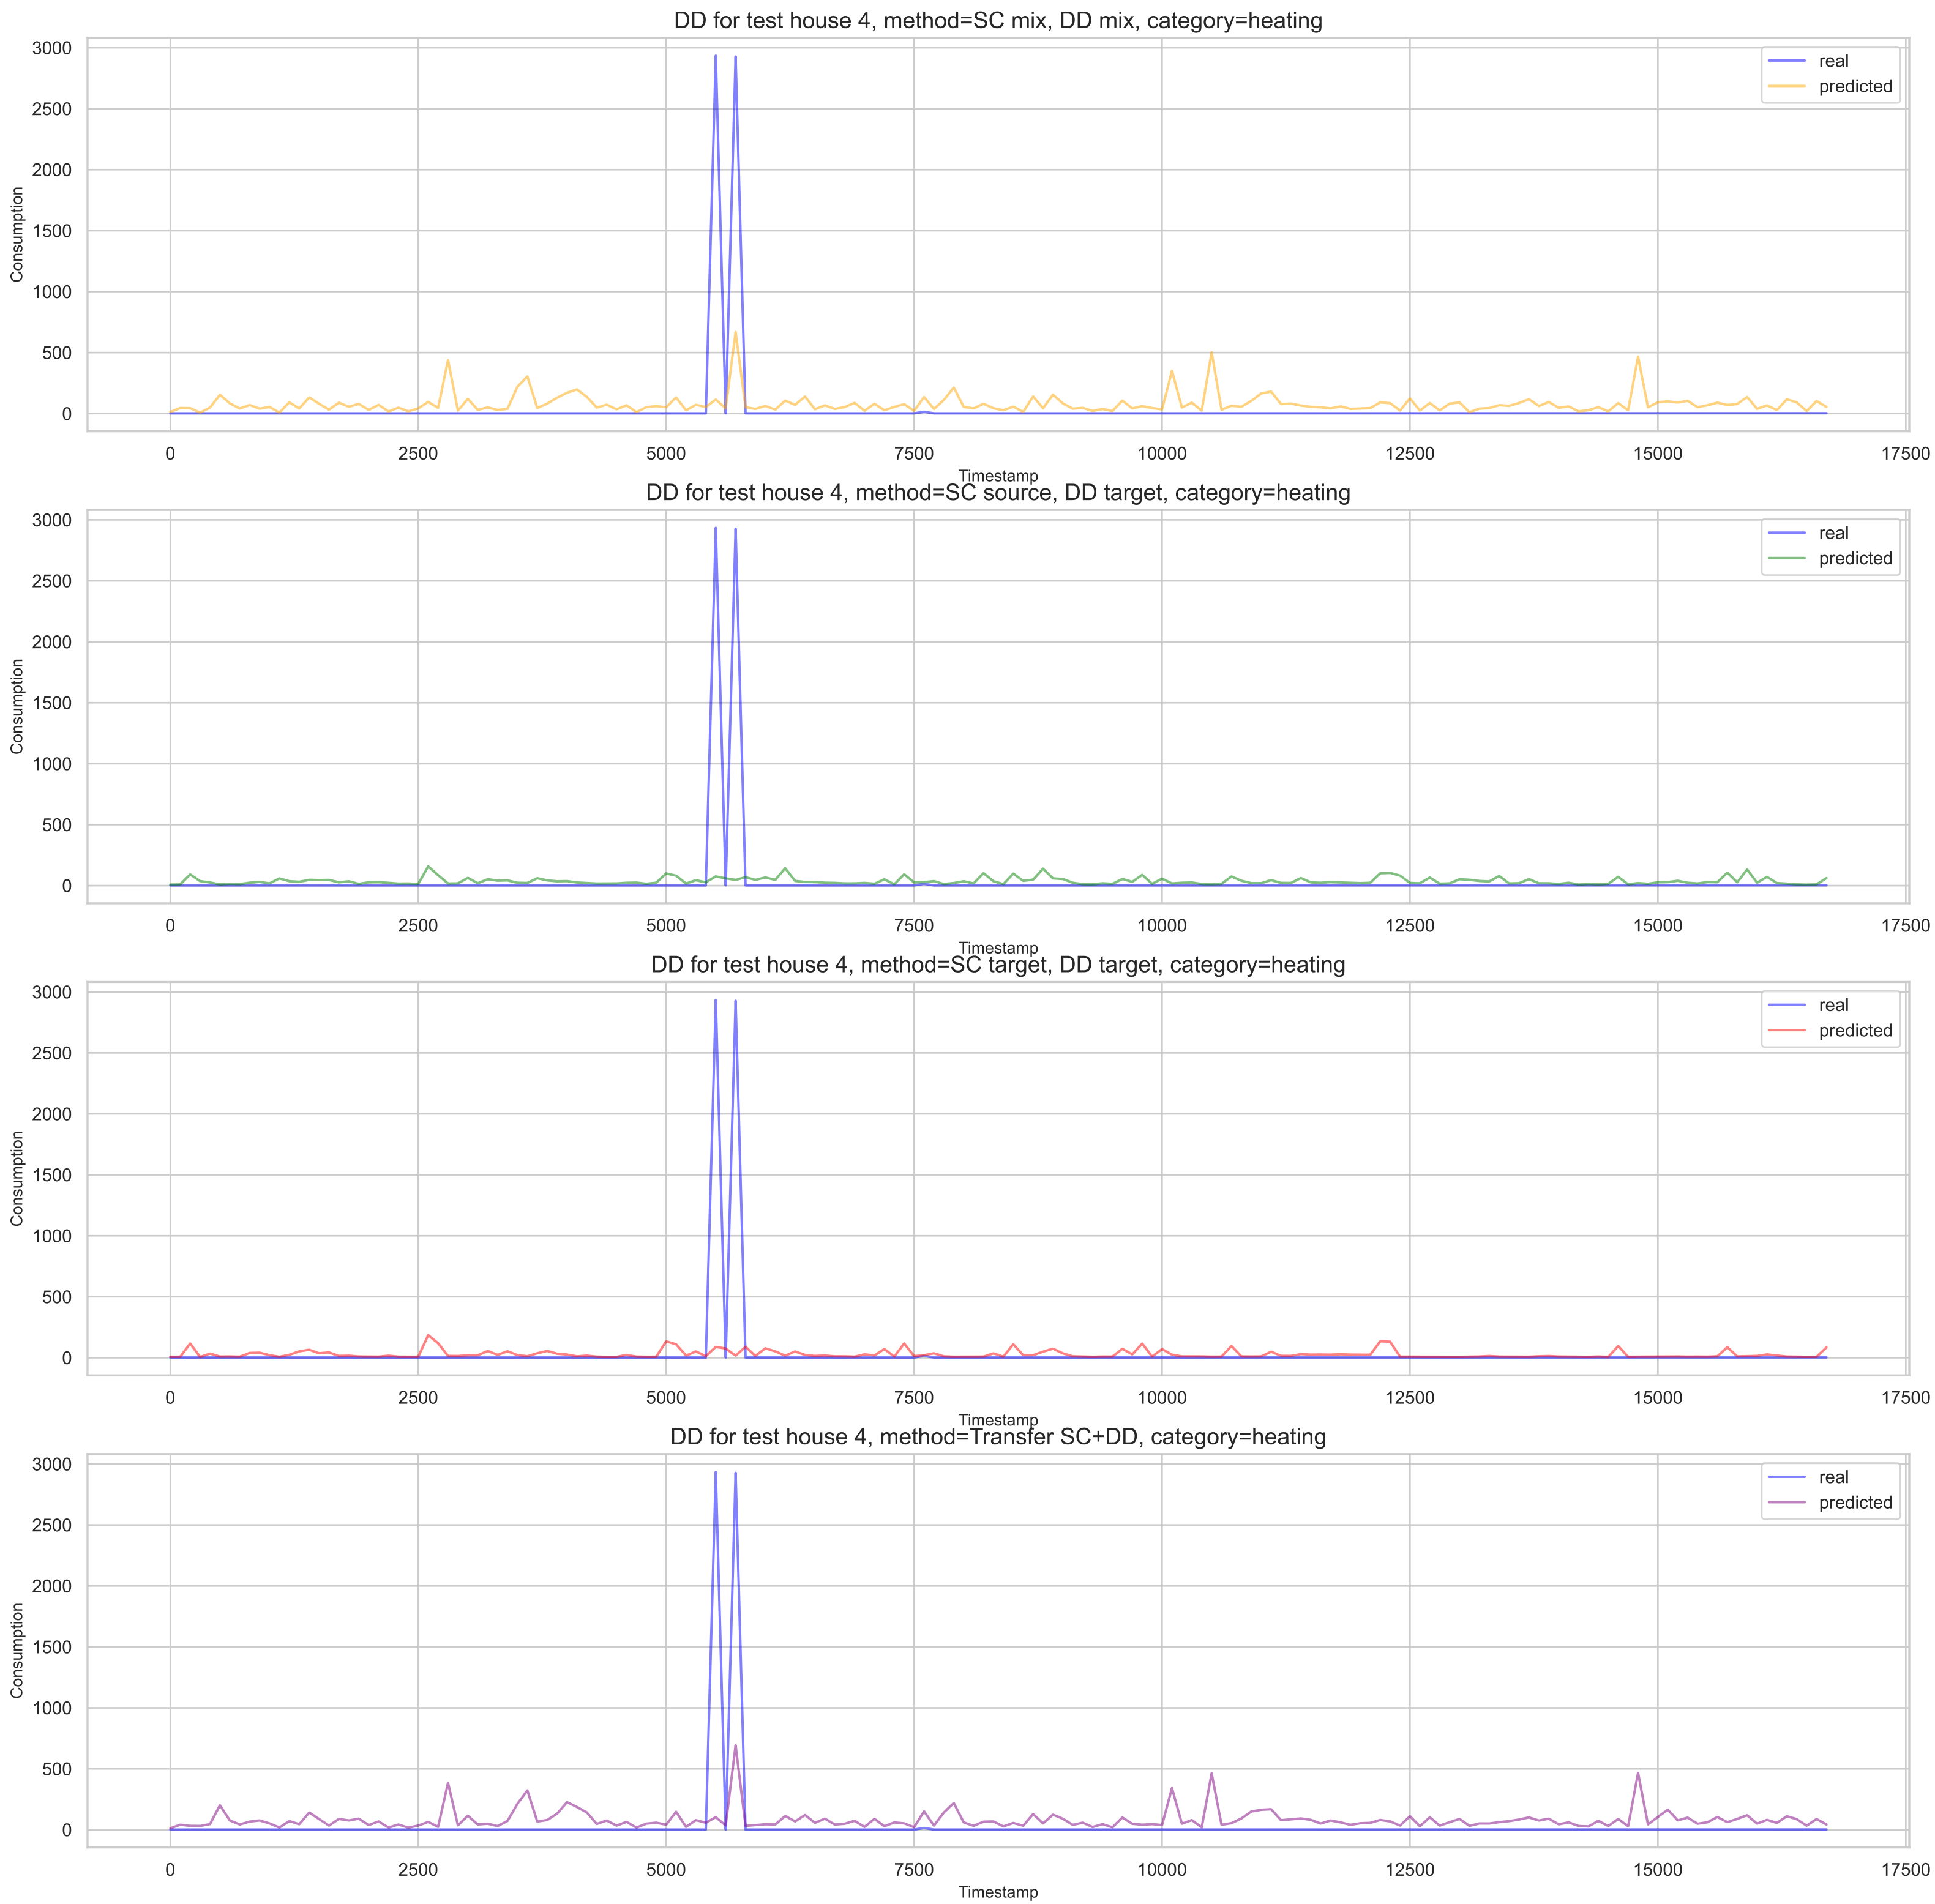 DD for test house 4, method=SC mix, DD mix, category=heating
3000
2500
2000
1500
1000
500
0
Consumption
real
predicted
0 2500 5000 7500 10000 12500 15000 17500
Timestamp
DD for test house 4, method=SC source, DD target, category=heating
3000
2500
2000
1500
1000
500
0
Consumption
real
predicted
0 2500 5000 7500 10000 12500 15000 17500
Timestamp
DD for test house 4, method=SC target, DD target, category=heating
3000
2500
2000
1500
1000
500
0
Consumption
real
predicted
0 2500 5000 7500 10000 12500 15000 17500
Timestamp
DD for test house 4, method=Transfer SC+DD, category=heating
3000
2500
2000
1500
1000
500
0
Consumption
real
predicted
0 2500 5000 7500 10000 12500 15000 17500
Timestamp